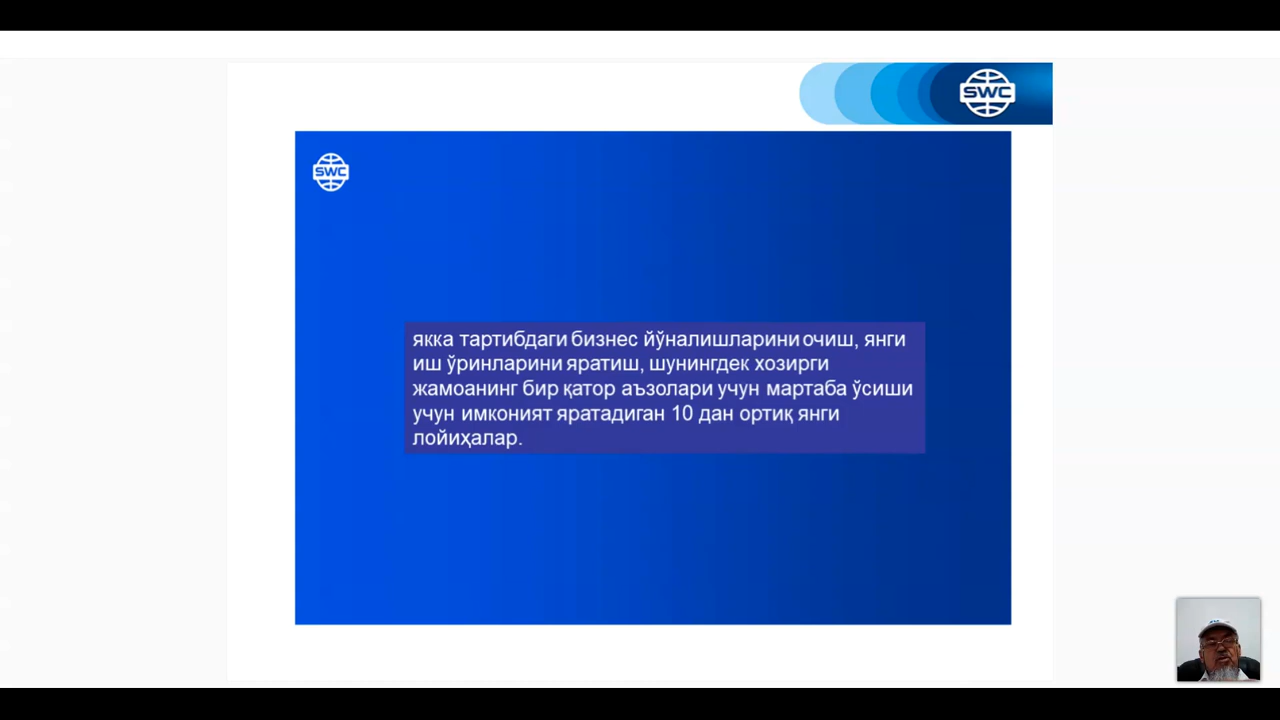 SWC
SWC
якка тартибдаги бизнес йўналишларини очиш, янги
иш ўринларини яратиш, шунингдек хозирги
жамоанинг бир қатор аъзолари учун мартаба ўсиши
учун имконият яратадиган 10 дан ортиқ янги
лойиҳалар.